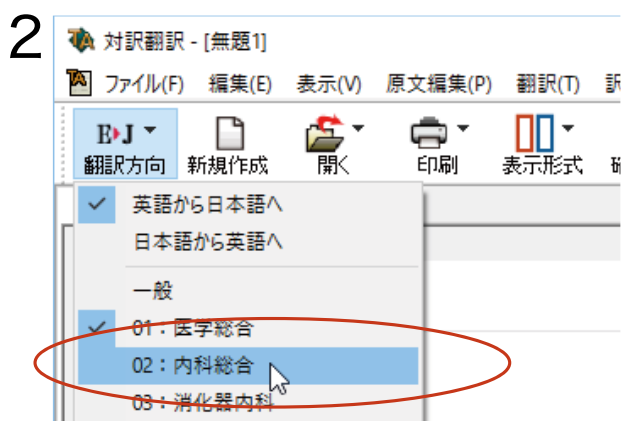 2
対訳翻訳 - [無題1]
ファイル(F) 編集(E) 表示(V) 原文編集(P) 翻訳(T)
E J
翻訳方向 新規作成 開く 印刷 表示形式
英語から日本語へ
日本語から英語へ
一般
01：医学総合
02：内科総合
03：消化器内科